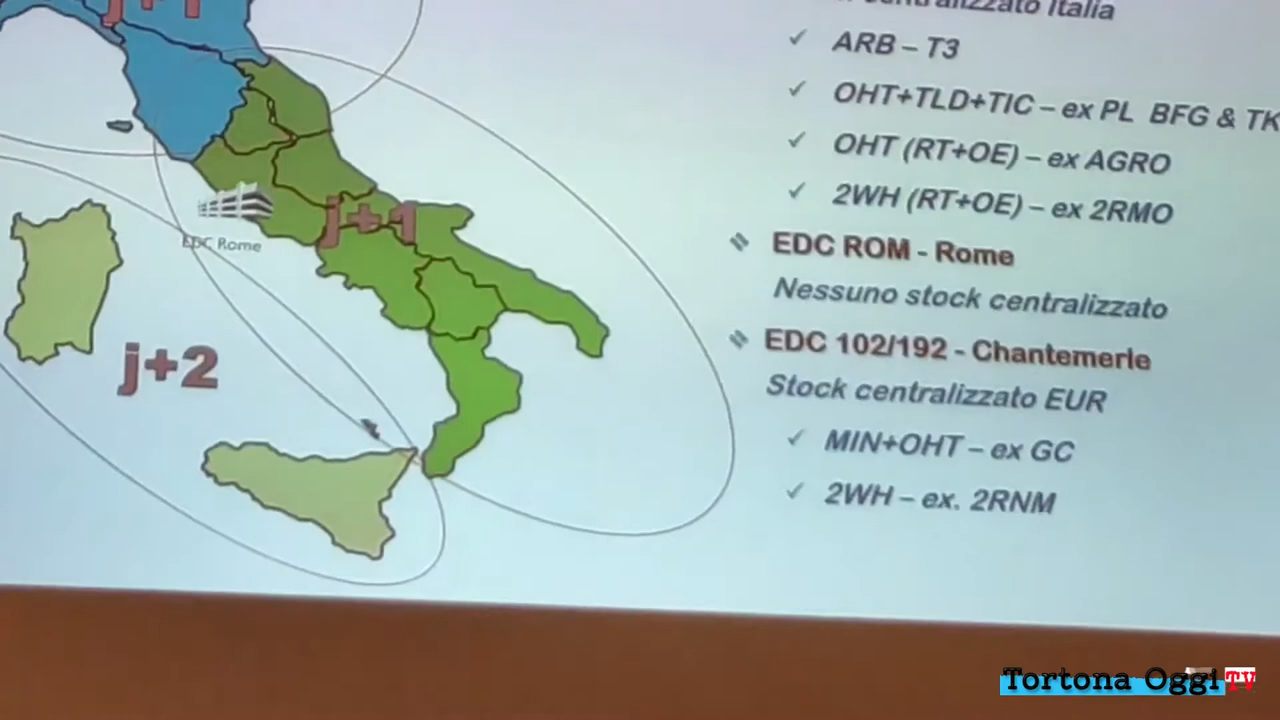 j+1
centralizzato Italia
ARB – T3
OHT+TLD+TIC – ex PL BFG & TK
OHT (RT+OE) – ex AGRO
2WH (RT+OE) – ex 2RMO
EDC ROM - Rome
Nessuno stock centralizzato
EDC 102/192 - Chantemerle
Stock centralizzato EUR
MIN+OHT – ex GC
2WH – ex. 2RNM
j+1
EDC Rome
j+2
Tortona Oggi TV